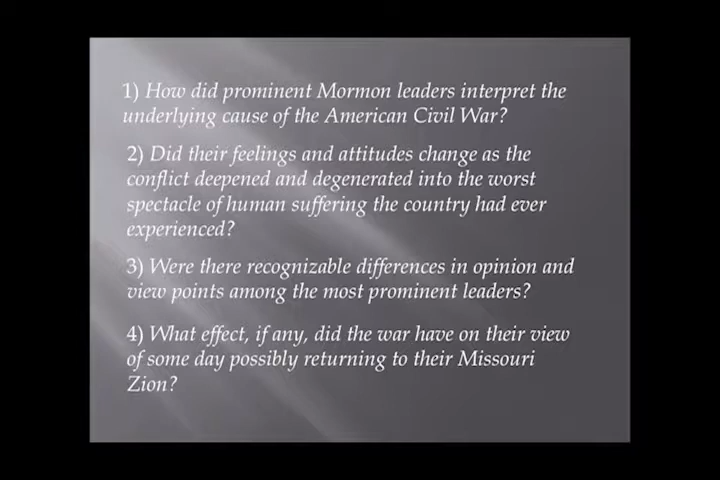 1) How did prominent Mormon leaders interpret the
underlying cause of the American Civil War?
2) Did their feelings and attitudes change as the
conflict deepened and degenerated into the worst
spectacle of human suffering the country had ever
experienced?
3) Were there recognizable differences in opinion and
view points among the most prominent leaders?
4) What effect, if any, did the war have on their view
of some day possibly returning to their Missouri
Zion?